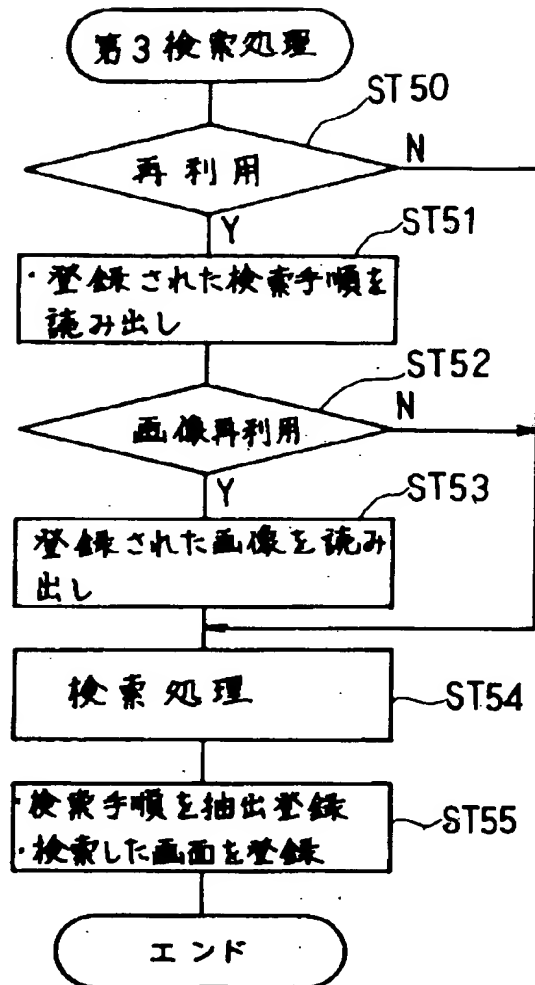 第3検索処理
ST50
再利用
N
Y
ST51
・登録された検索手順を
読み出し
ST52
画像再利用
N
Y
ST53
登録された画像を読み
出し
検索処理
ST54
・検索手順を抽出登録
・検索した画面を登録
ST55
エンド